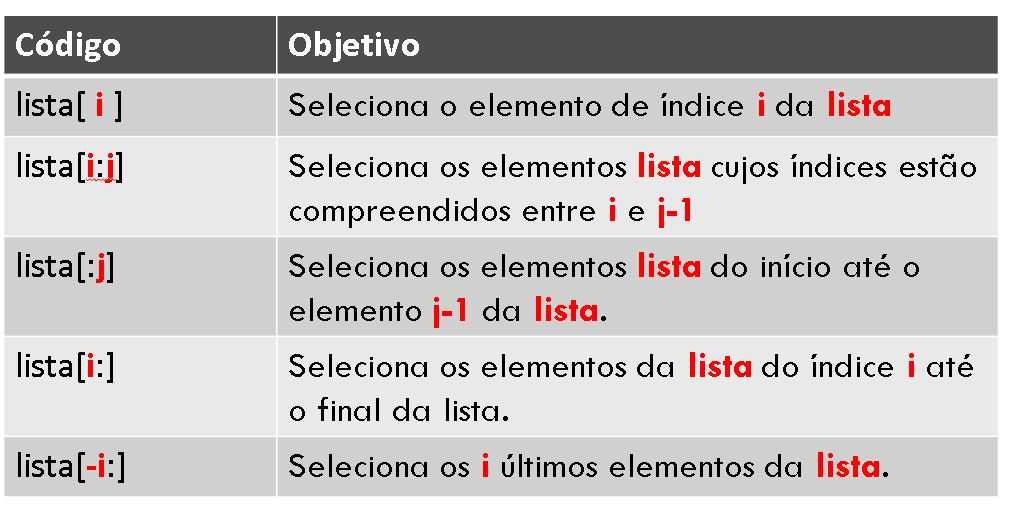 Código
Objetivo
lista[ i ]
Seleciona o elemento de índice i da lista
lista[i:j]
Seleciona os elementos lista cujos índices estão
compreendidos entre i e j-1
lista[:j]
Seleciona os elementos lista do início até o
elemento j-1 da lista.
lista[i:]
Seleciona os elementos da lista do índice i até
o final da lista.
lista[-i:]
Seleciona os i últimos elementos da lista.